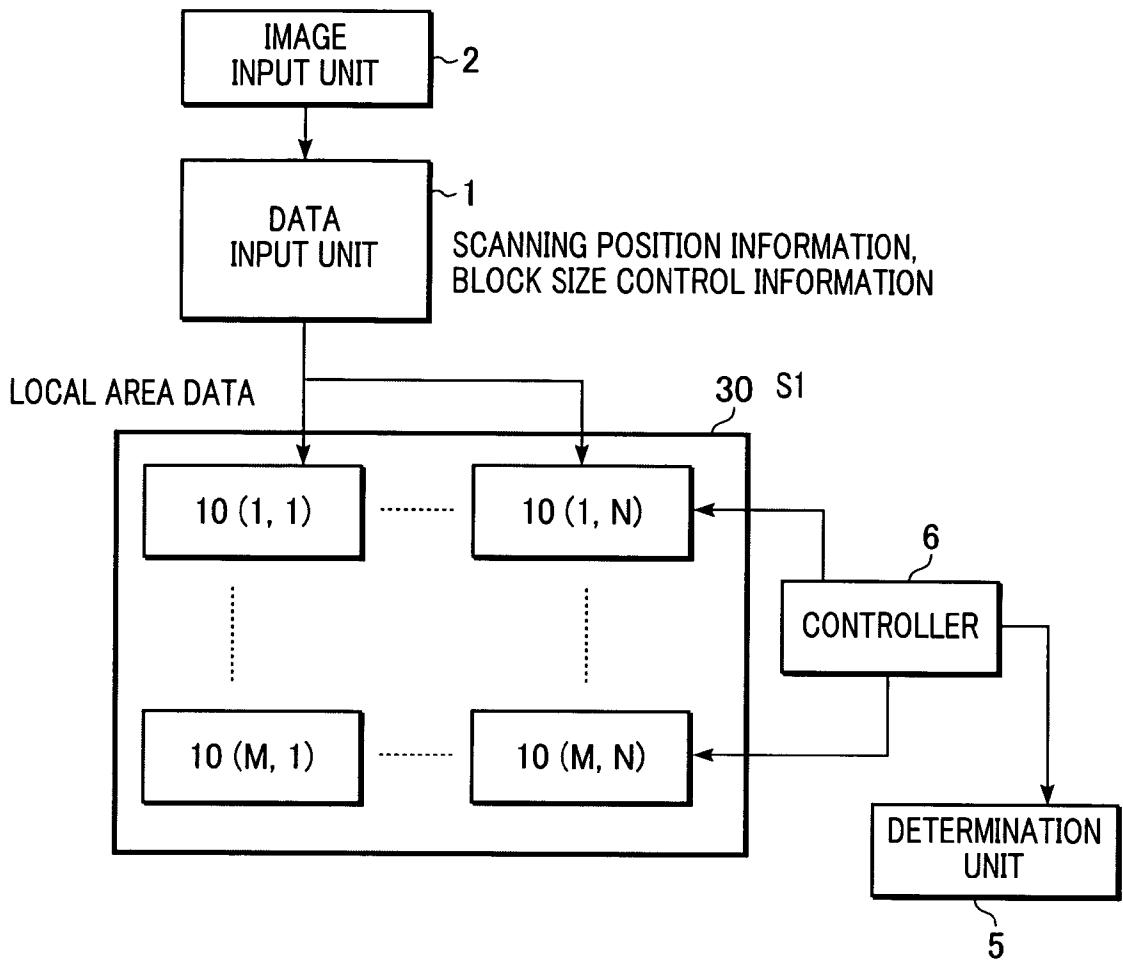 IMAGE
INPUT UNIT
2
DATA
INPUT UNIT
1
SCANNING POSITION INFORMATION,
BLOCK SIZE CONTROL INFORMATION
LOCAL AREA DATA
30 S1
10 (1, 1)
10 (1, N)
6
CONTROLLER
10 (M, 1)
10 (M, N)
DETERMINATION
UNIT
5